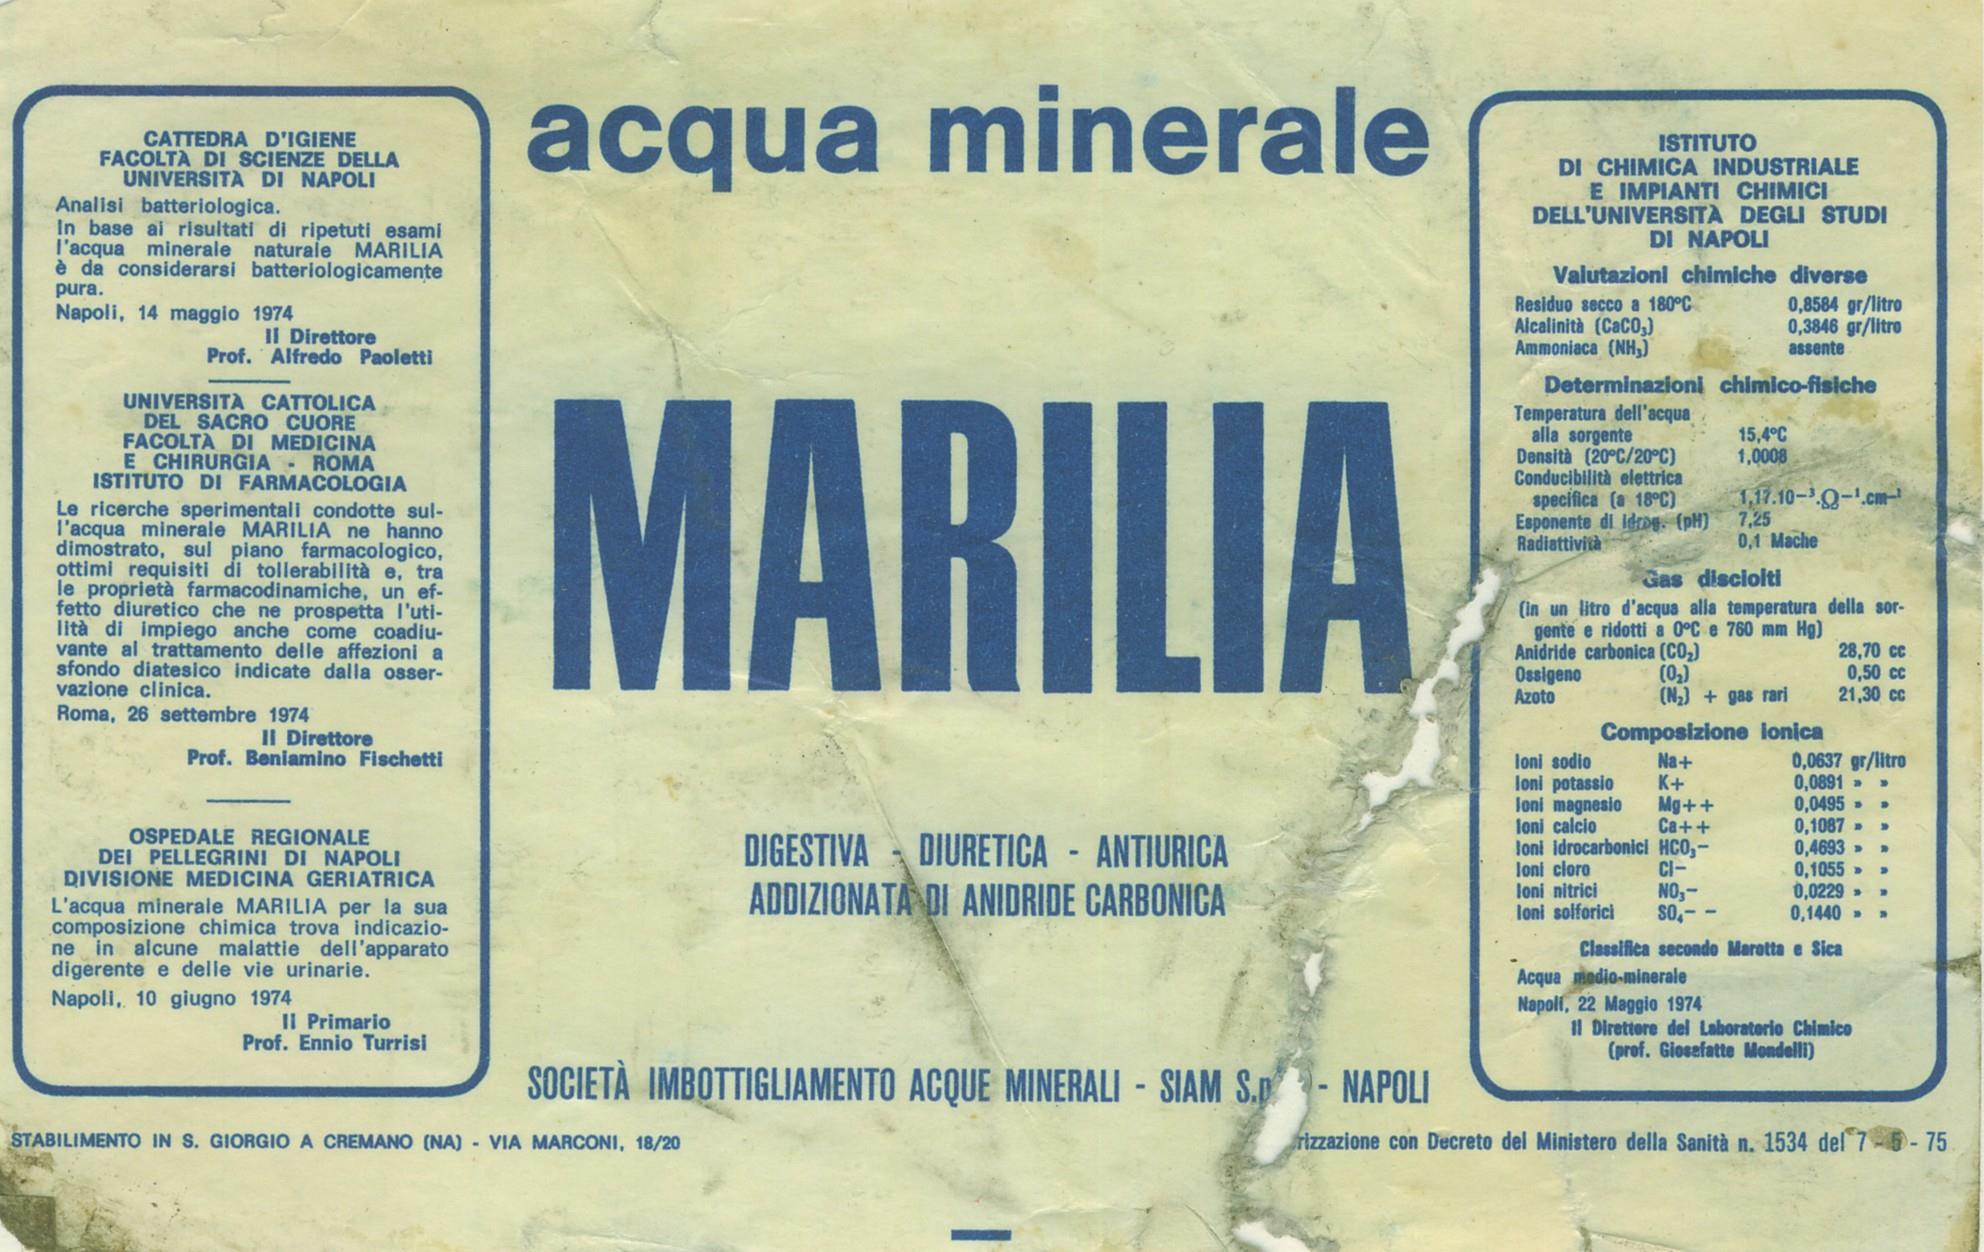 CATTEDRA D'IGIENE
FACOLTÀ DI SCIENZE DELLA
UNIVERSITÀ DI NAPOLI
Analisi batteriologica.
In base ai risultati di ripetuti esami
l'acqua minerale naturale MARILIA
è da considerarsi batteriologicamente
pura.
Napoli, 14 maggio 1974
Il Direttore
Prof. Alfredo Paoletti
UNIVERSITÀ CATTOLICA
DEL SACRO CUORE
FACOLTÀ DI MEDICINA
E CHIRURGIA - ROMA
ISTITUTO DI FARMACOLOGIA
Le ricerche sperimentali condotte sul-
l'acqua minerale MARILIA ne hanno
dimostrato, sul piano farmacologico,
ottimi requisiti di tollerabilità e, tra
le proprietà farmacodinamiche, un ef-
fetto diuretico che ne prospetta l'uti-
lità di impiego anche come coadiu-
vante al trattamento delle affezioni a
sfondo diatesico indicate dalla osser-
vazione clinica.
Roma, 26 settembre 1974
Il Direttore
Prof. Beniamino Fischetti
OSPEDALE REGIONALE
DEI PELLEGRINI DI NAPOLI
DIVISIONE MEDICINA GERIATRICA
L'acqua minerale MARILIA per la sua
composizione chimica trova indicazio-
ne in alcune malattie dell'apparato
digerente e delle vie urinarie.
Napoli, 10 giugno 1974
Il Primario
Prof. Ennio Turrisi
acqua minerale
MARILIA
DIGESTIVA - DIURETICA - ANTIURICA
ADDIZIONATA DI ANIDRIDE CARBONICA
SOCIETÀ IMBOTTIGLIAMENTO ACQUE MINERALI - SIAM S.p - NAPOLI
ISTITUTO
DI CHIMICA INDUSTRIALE
E IMPIANTI CHIMICI
DELL'UNIVERSITÀ DEGLI STUDI
DI NAPOLI
Valutazioni chimiche diverse
Residuo secco a 180°C 0,8584 gr/litro
Alcalinità (CaCO₃) 0,3846 gr/litro
Ammoniaca (NH₃) assente
Determinazioni chimico-fisiche
Temperatura dell'acqua
alla sorgente 15,4°C
Densità (20°C/20°C) 1,0008
Conducibilità elettrica
specifica (a 18°C) 1,17.10−³.Ω−¹.cm−¹
Esponente di idrog. (pH) 7,25
Radiattività 0,1 Mache
Gas disciolti
(in un litro d'acqua alla temperatura della sor-
gente e ridotti a 0°C e 760 mm Hg)
Anidride carbonica (CO₂) 28,70 cc
Ossigeno (O₂) 0,50 cc
Azoto (N₂) + gas rari 21,30 cc
Composizione ionica
Ioni sodio Na+ 0,0637 gr/litro
Ioni potassio K+ 0,0891 » »
Ioni magnesio Mg++ 0,0495 » »
Ioni calcio Ca++ 0,1087 » »
Ioni idrocarbonici HCO₃− 0,4693 » »
Ioni cloro Cl− 0,1055 » »
Ioni nitrici NO₃− 0,0229 » »
Ioni solforici SO₄− − 0,1440 » »
Classifica secondo Marotta e Sica
Acqua medio-minerale
Napoli, 22 Maggio 1974
Il Direttore del Laboratorio Chimico
(prof. Giosefatte Mondelli)
STABILIMENTO IN S. GIORGIO A CREMANO (NA) - VIA MARCONI, 18/20
rizzazione con Decreto del Ministero della Sanità n. 1534 del 7 - 5 - 75